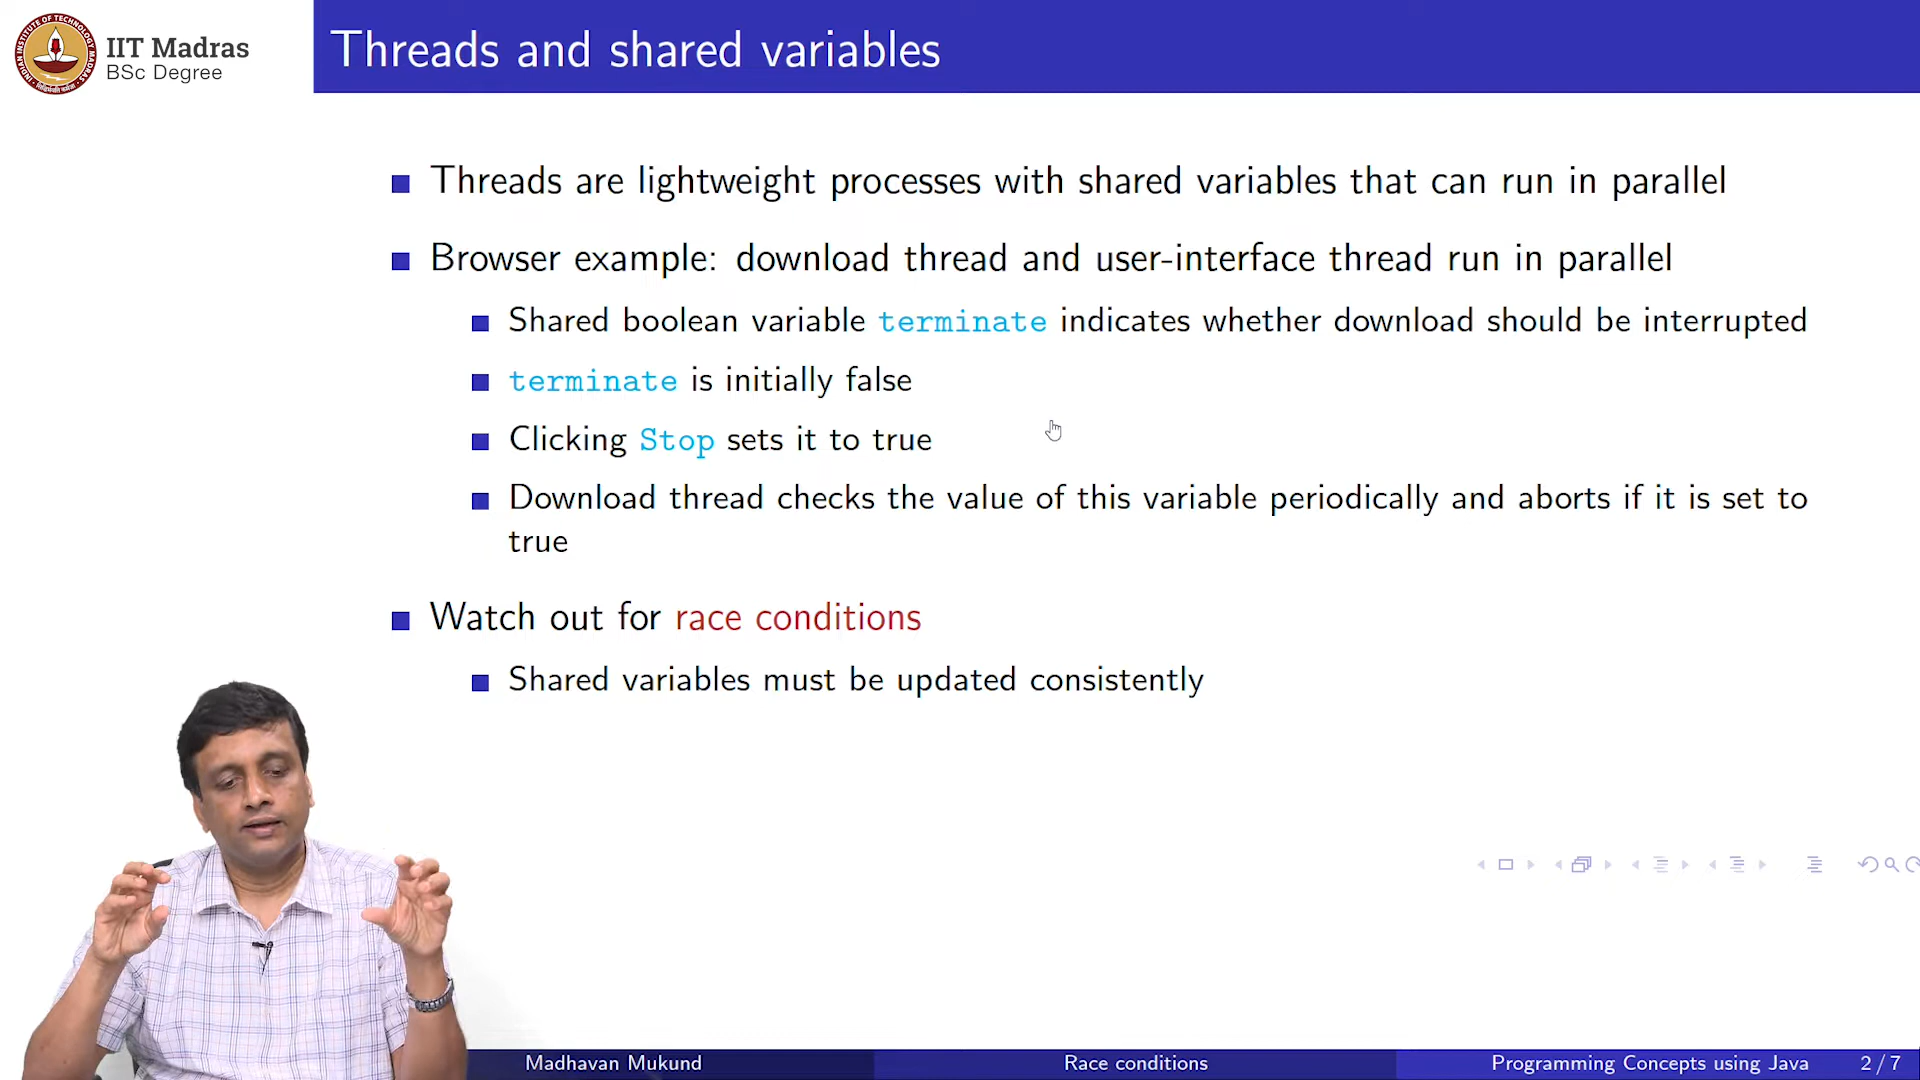 IIT Madras
BSc Degree
Threads and shared variables
Threads are lightweight processes with shared variables that can run in parallel
Browser example: download thread and user-interface thread run in parallel
Shared boolean variable terminate indicates whether download should be interrupted
terminate is initially false
Clicking Stop sets it to true
Download thread checks the value of this variable periodically and aborts if it is set to
true
Watch out for race conditions
Shared variables must be updated consistently
Madhavan Mukund
Race conditions
Programming Concepts using Java
2 / 7